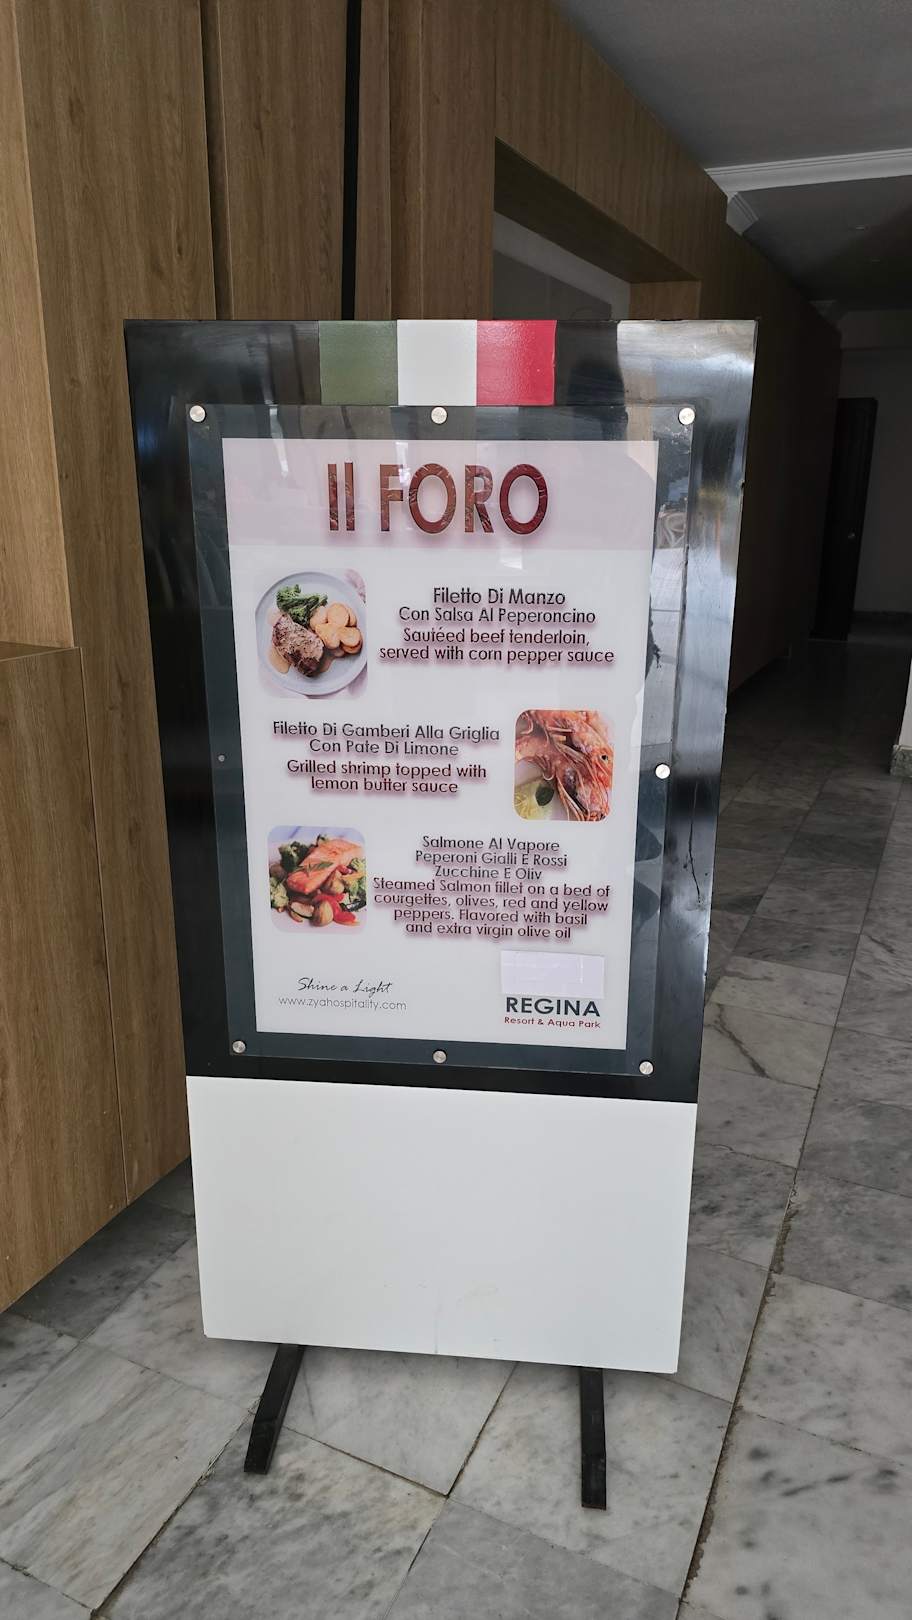 Il FORO
Filetto Di Manzo
Con Salsa Al Peperoncino
Sautéed beef tenderloin,
served with corn pepper sauce
Filetto Di Gamberi Alla Griglia
Con Pate Di Limone
Grilled shrimp topped with
lemon butter sauce
Salmone Al Vapore
Peperoni Gialli E Rossi
Zucchine E Oliv
Steamed Salmon fillet on a bed of
courgettes, olives, red and yellow
peppers. Flavored with basil
and extra virgin olive oil
Shine a Light
www.zyahospitality.com
REGINA
Resort & Aqua Park